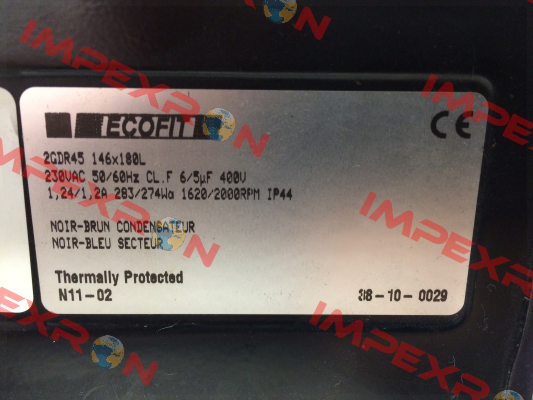 ECOFIT
CE
2GDR45 146x180L
230VAC 50/60Hz CL.F 6/5µF 400V
1,24/1,2A 283/274Wa 1620/2000RPM IP44
NOIR-BRUN CONDENSATEUR
NOIR-BLEU SECTEUR
Thermally Protected
N11-02
38-10-0029
IMPEXRON
IMPEXRON
IMPEXRON
IMPEXRON
IMPEXRON